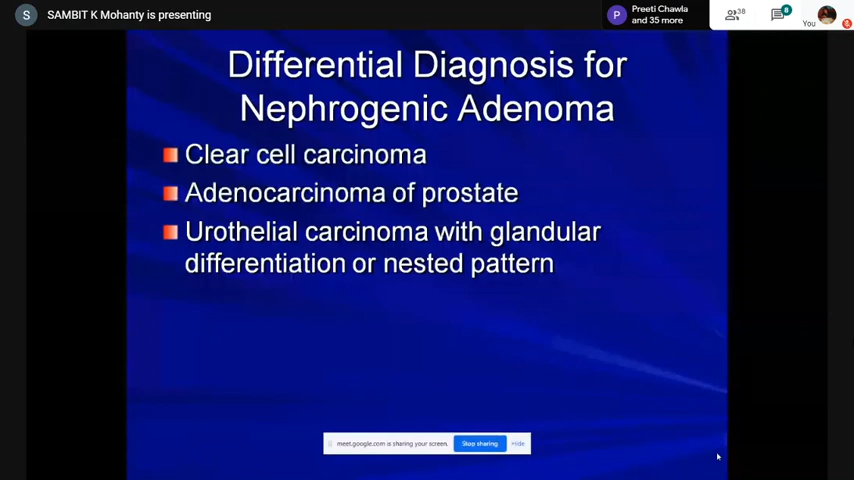 S SAMBIT K Mohanty is presenting
P Preeti Chawla
and 35 more
38
8
You
Differential Diagnosis for
Nephrogenic Adenoma
Clear cell carcinoma
Adenocarcinoma of prostate
Urothelial carcinoma with glandular
differentiation or nested pattern
meet.google.com is sharing your screen. Stop sharing Hide